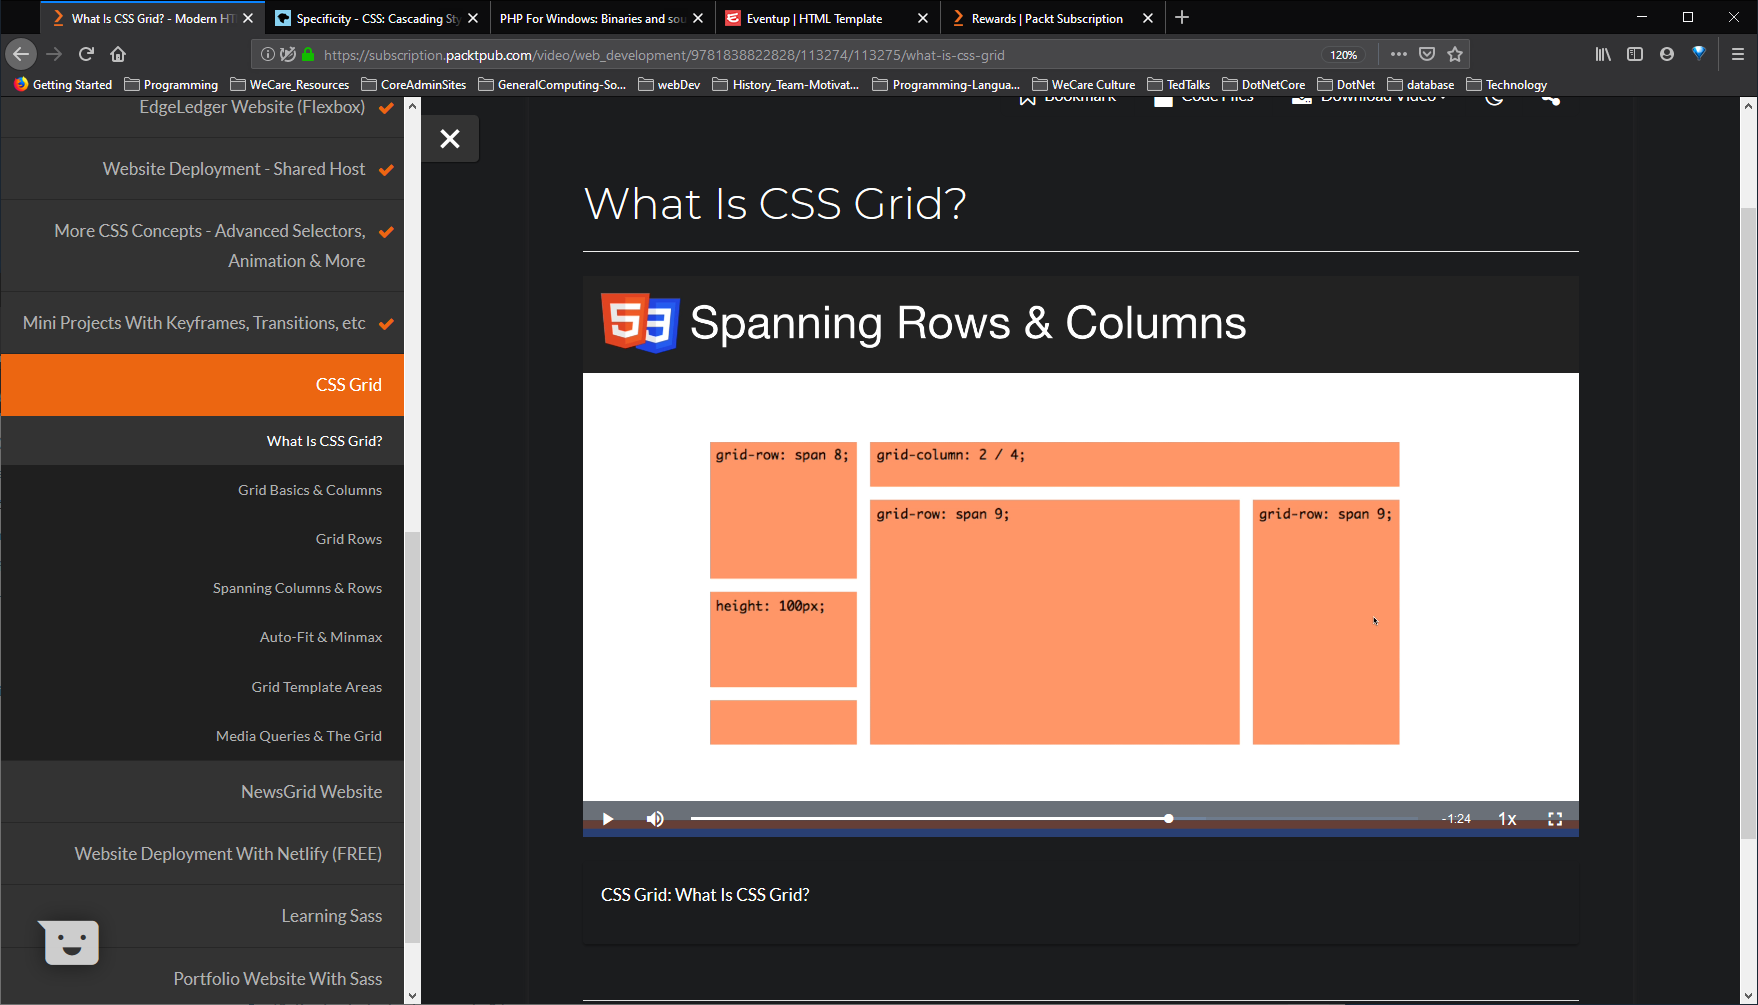 What Is CSS Grid? - Modern HT
Specificity - CSS: Cascading Sty
PHP For Windows: Binaries and sou
Eventup | HTML Template
Rewards | Packt Subscription
https://subscription.packtpub.com/video/web_development/9781838822828/113274/113275/what-is-css-grid
120%
Getting Started
Programming
WeCare_Resources
CoreAdminSites
GeneralComputing-So...
webDev
History_Team-Motivat...
Programming-Langua...
WeCare Culture
TedTalks
DotNetCore
DotNet
database
Technology
EdgeLedger Website (Flexbox)
Website Deployment - Shared Host
More CSS Concepts - Advanced Selectors,
Animation & More
Mini Projects With Keyframes, Transitions, etc
CSS Grid
What Is CSS Grid?
Grid Basics & Columns
Grid Rows
Spanning Columns & Rows
Auto-Fit & Minmax
Grid Template Areas
Media Queries & The Grid
NewsGrid Website
Website Deployment With Netlify (FREE)
Learning Sass
Portfolio Website With Sass
Bookmark
Code Files
Download Video
What Is CSS Grid?
Spanning Rows & Columns
grid-row: span 8;
grid-column: 2 / 4;
grid-row: span 9;
grid-row: span 9;
height: 100px;
-1:24
1x
CSS Grid: What Is CSS Grid?